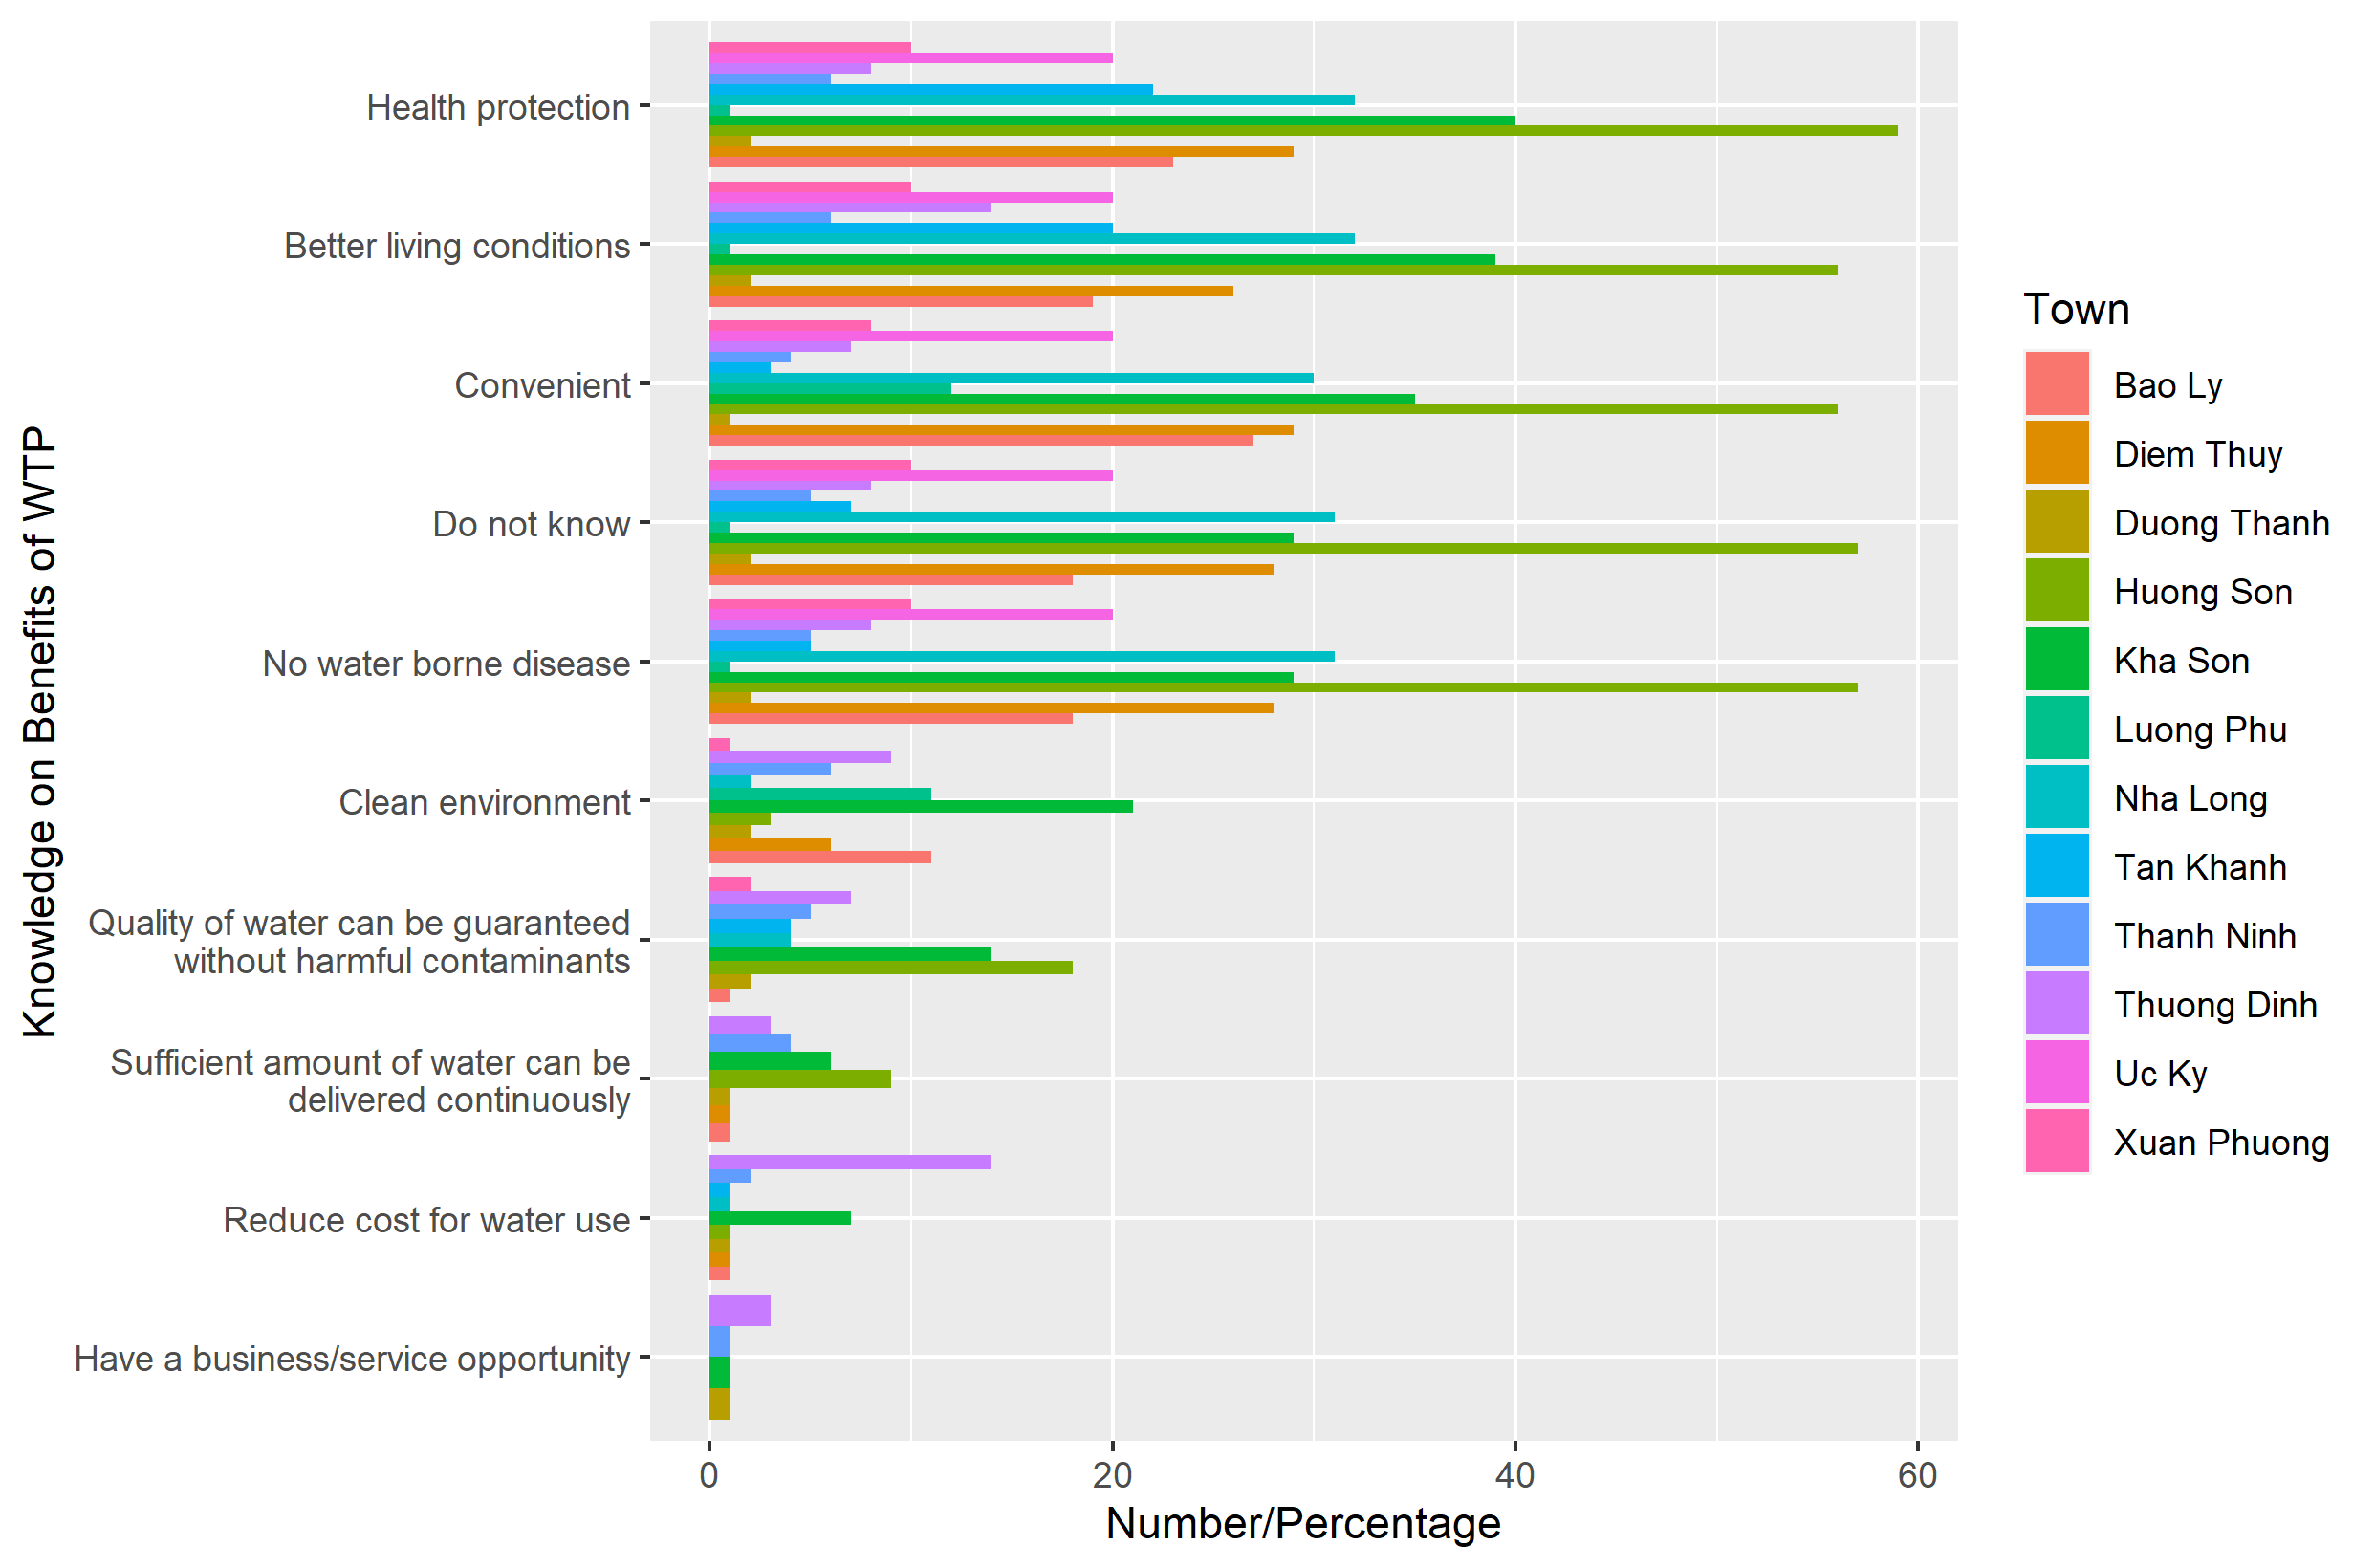 Knowledge on Benefits of WTP
Health protection
Better living conditions
Convenient
Do not know
No water borne disease
Clean environment
Quality of water can be guaranteed
without harmful contaminants
Sufficient amount of water can be
delivered continuously
Reduce cost for water use
Have a business/service opportunity
0
20
40
60
Number/Percentage
Town
Bao Ly
Diem Thuy
Duong Thanh
Huong Son
Kha Son
Luong Phu
Nha Long
Tan Khanh
Thanh Ninh
Thuong Dinh
Uc Ky
Xuan Phuong